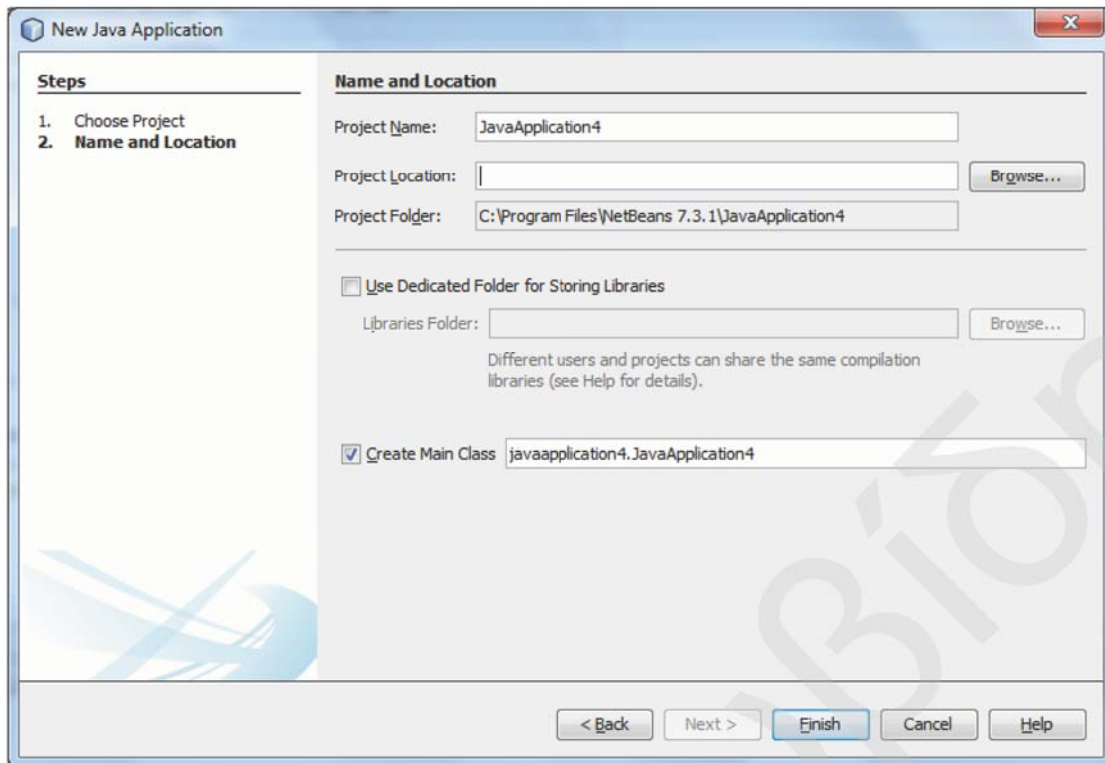 New Java Application
Steps
1. Choose Project
2. Name and Location
Name and Location
Project Name: JavaApplication4
Project Location: Browse...
Project Folder: C:\Program Files\NetBeans 7.3.1\JavaApplication4
Use Dedicated Folder for Storing Libraries
Libraries Folder: Browse...
Different users and projects can share the same compilation
libraries (see Help for details).
Create Main Class javaapplication4.JavaApplication4
< Back Next > Finish Cancel Help